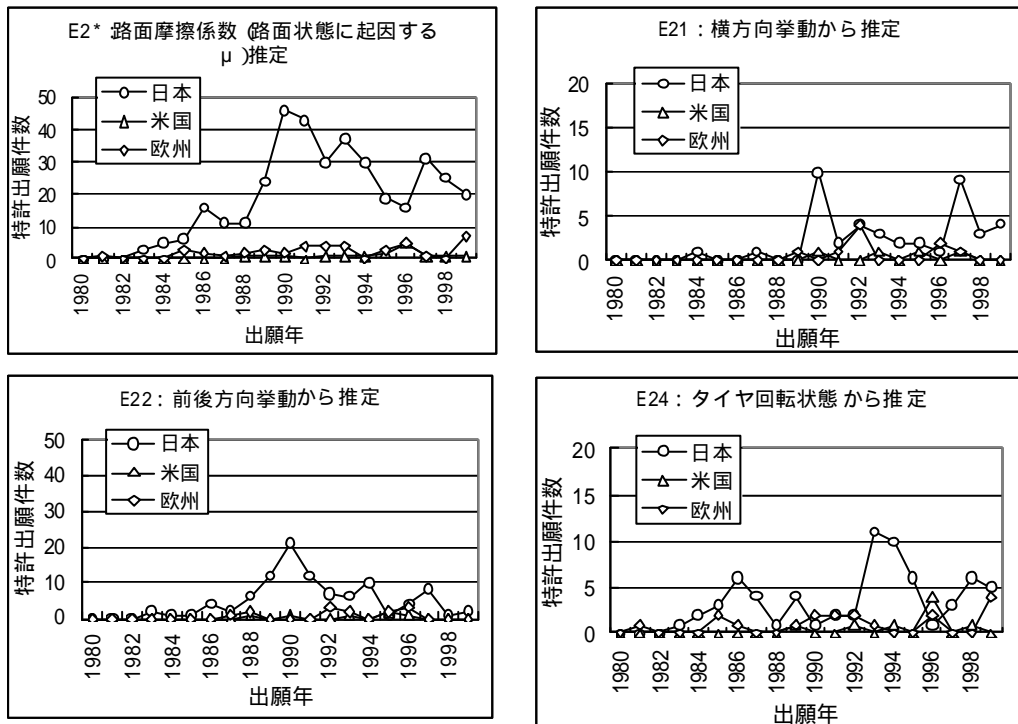 E2* 路面摩擦係数(路面状態に起因する
μ)推定
日本
米国
欧州
特許出願件数
50
40
30
20
10
0
1980
1982
1984
1986
1988
1990
1992
1994
1996
1998
出願年
E21：横方向挙動から推定
日本
米国
欧州
特許出願件数
20
15
10
5
0
1980
1982
1984
1986
1988
1990
1992
1994
1996
1998
出願年
E22：前後方向挙動から推定
日本
米国
欧州
特許出願件数
50
40
30
20
10
0
1980
1982
1984
1986
1988
1990
1992
1994
1996
1998
出願年
E24：タイヤ回転状態から推定
日本
米国
欧州
特許出願件数
20
15
10
5
0
1980
1982
1984
1986
1988
1990
1992
1994
1996
1998
出願年